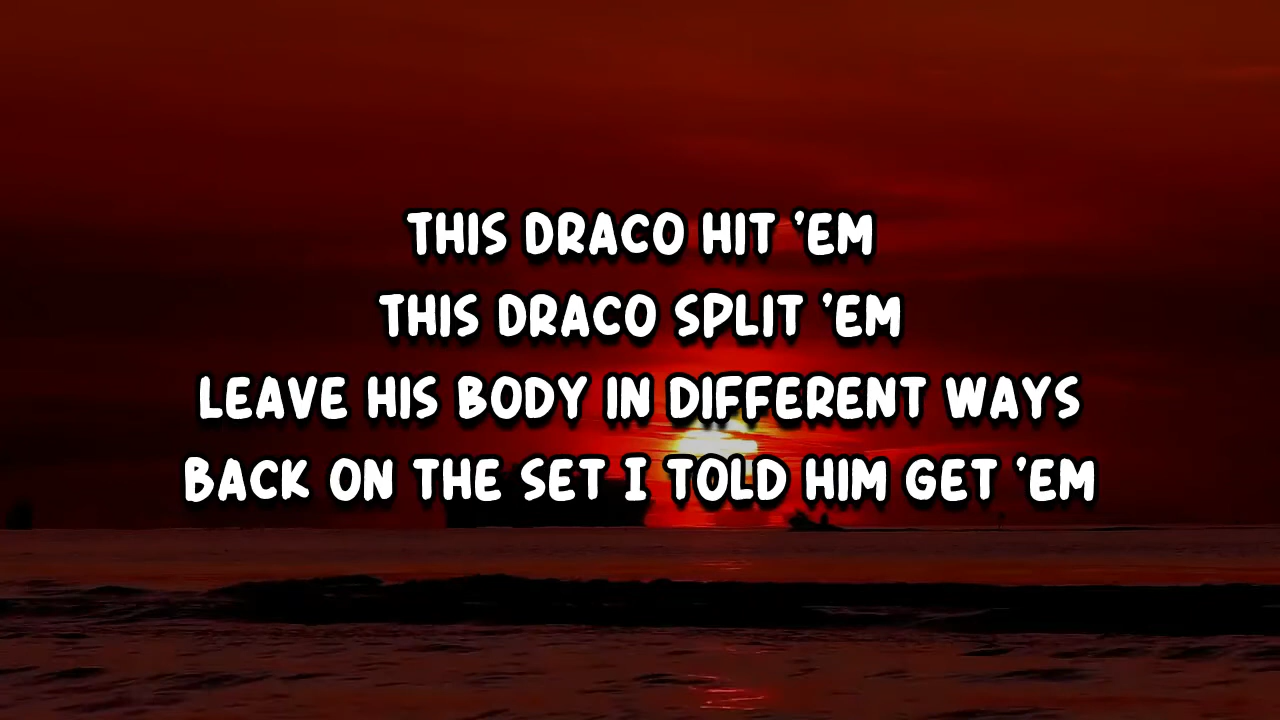 THIS DRACO HIT 'EM
THIS DRACO SPLIT 'EM
LEAVE HIS BODY IN DIFFERENT WAYS
BACK ON THE SET I TOLD HIM GET 'EM